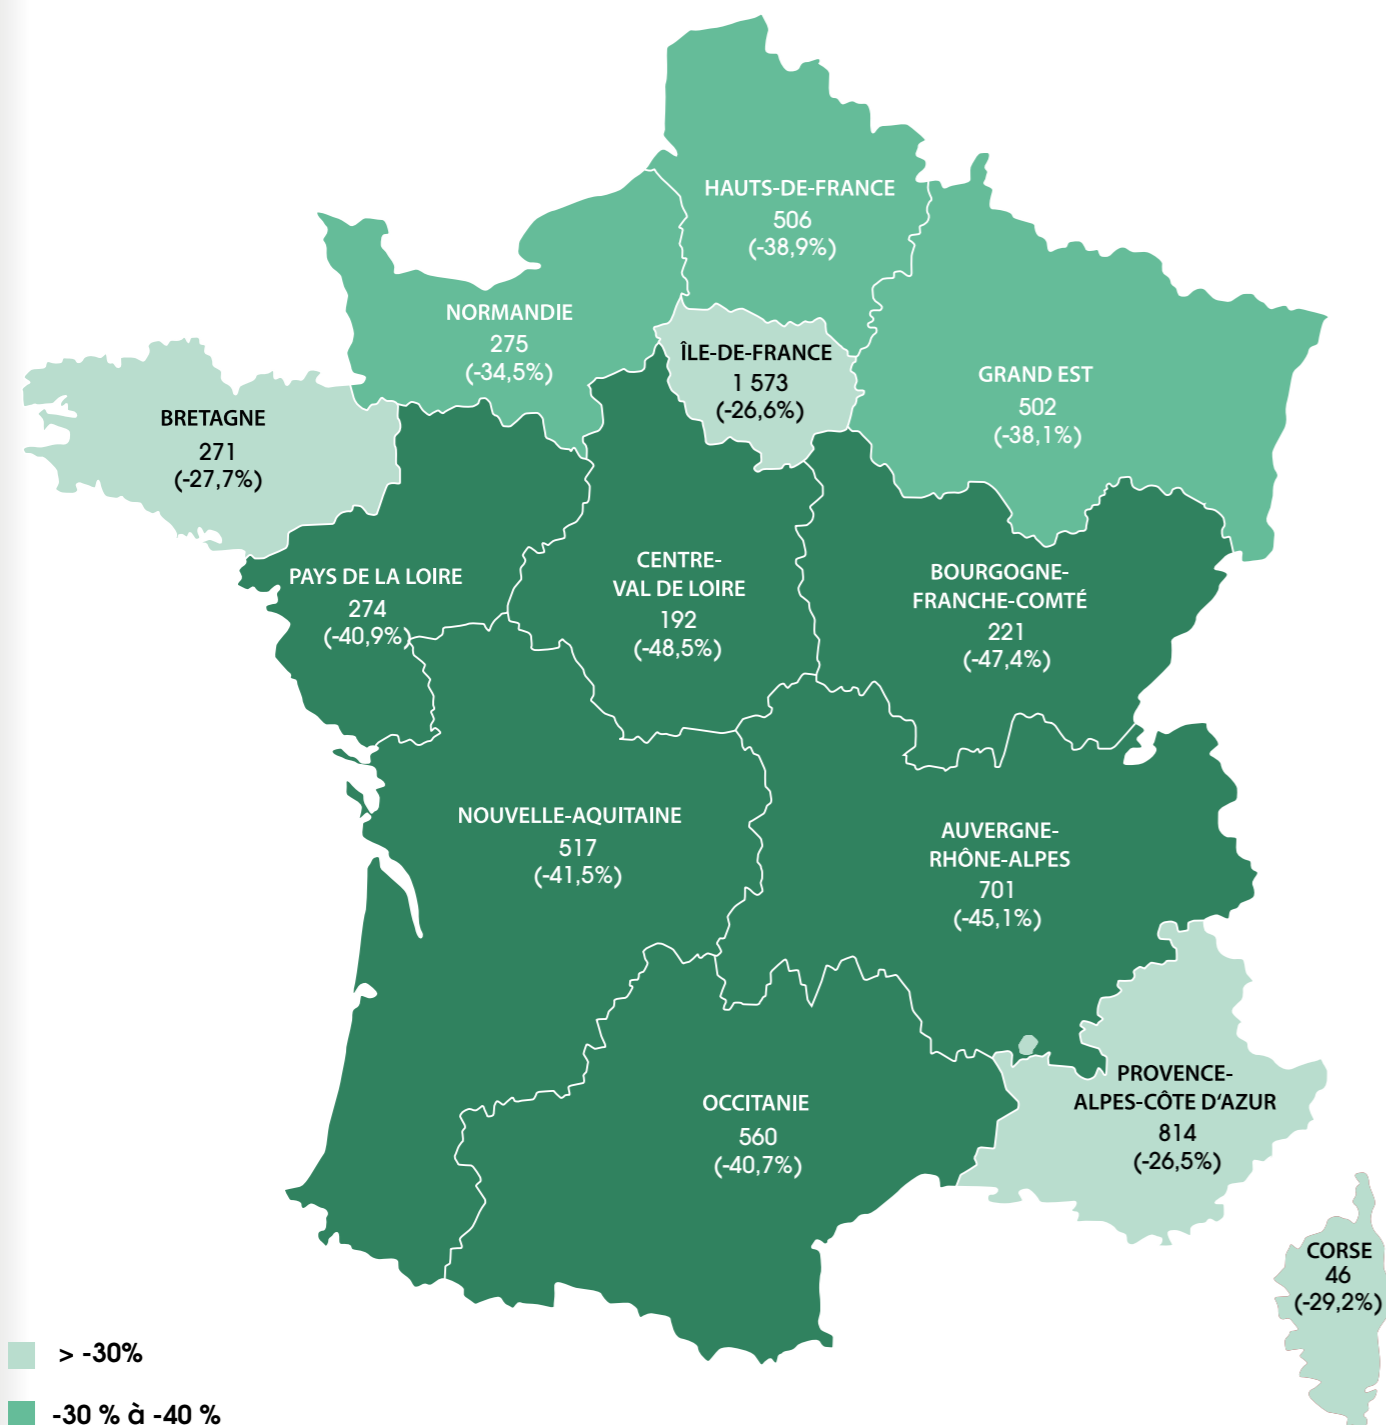 HAUTS-DE-FRANCE
506
(-38,9%)
NORMANDIE
275
(-34,5%)
ÎLE-DE-FRANCE
1 573
(-26,6%)
GRAND EST
502
(-38,1%)
BRETAGNE
271
(-27,7%)
PAYS DE LA LOIRE
274
(-40,9%)
CENTRE-
VAL DE LOIRE
192
(-48,5%)
BOURGOGNE-
FRANCHE-COMTÉ
221
(-47,4%)
NOUVELLE-AQUITAINE
517
(-41,5%)
AUVERGNE-
RHÔNE-ALPES
701
(-45,1%)
OCCITANIE
560
(-40,7%)
PROVENCE-
ALPES-CÔTE D'AZUR
814
(-26,5%)
CORSE
46
(-29,2%)
> -30%
-30 % à -40 %